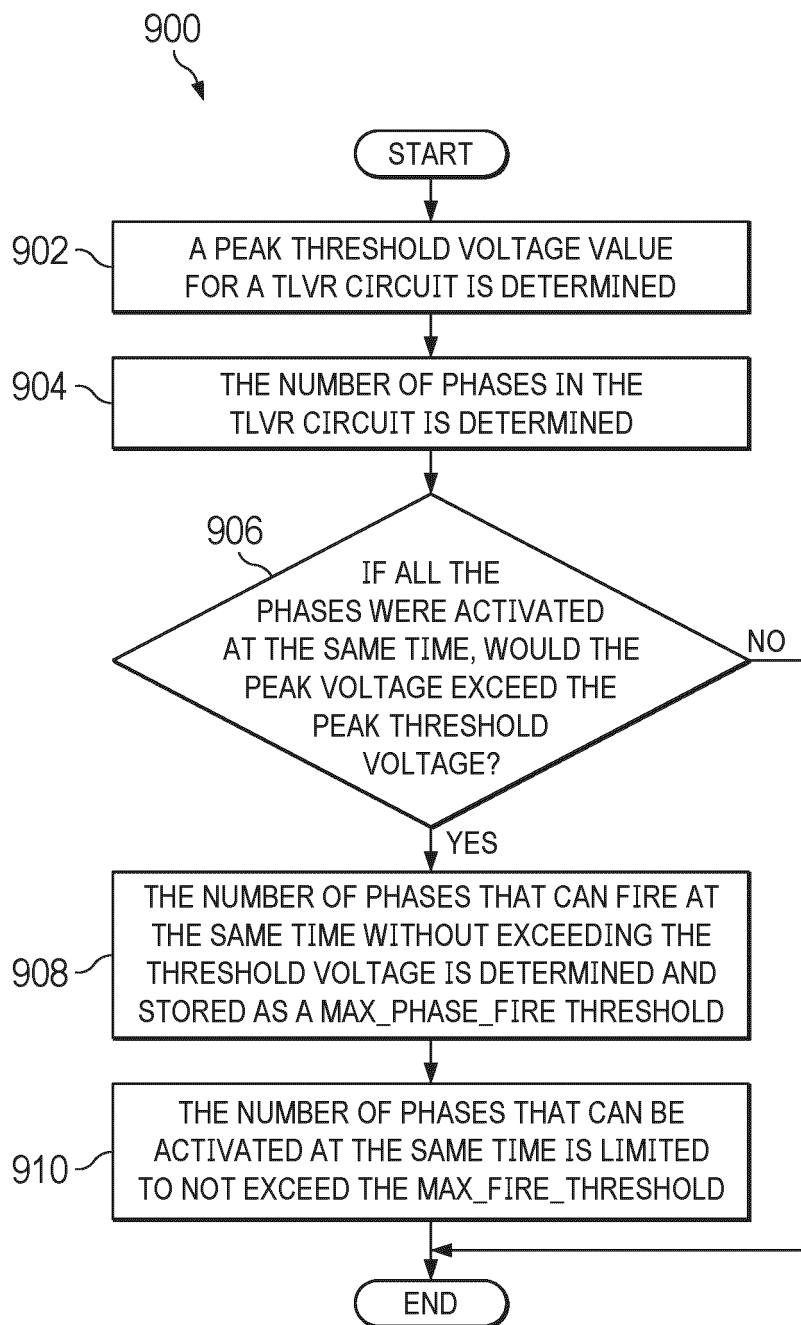 900
START
902
A PEAK THRESHOLD VOLTAGE VALUE
FOR A TLVR CIRCUIT IS DETERMINED
904
THE NUMBER OF PHASES IN THE
TLVR CIRCUIT IS DETERMINED
906
IF ALL THE
PHASES WERE ACTIVATED
AT THE SAME TIME, WOULD THE
PEAK VOLTAGE EXCEED THE
PEAK THRESHOLD
VOLTAGE?
NO
YES
908
THE NUMBER OF PHASES THAT CAN FIRE AT
THE SAME TIME WITHOUT EXCEEDING THE
THRESHOLD VOLTAGE IS DETERMINED AND
STORED AS A MAX_PHASE_FIRE THRESHOLD
910
THE NUMBER OF PHASES THAT CAN BE
ACTIVATED AT THE SAME TIME IS LIMITED
TO NOT EXCEED THE MAX_FIRE_THRESHOLD
END